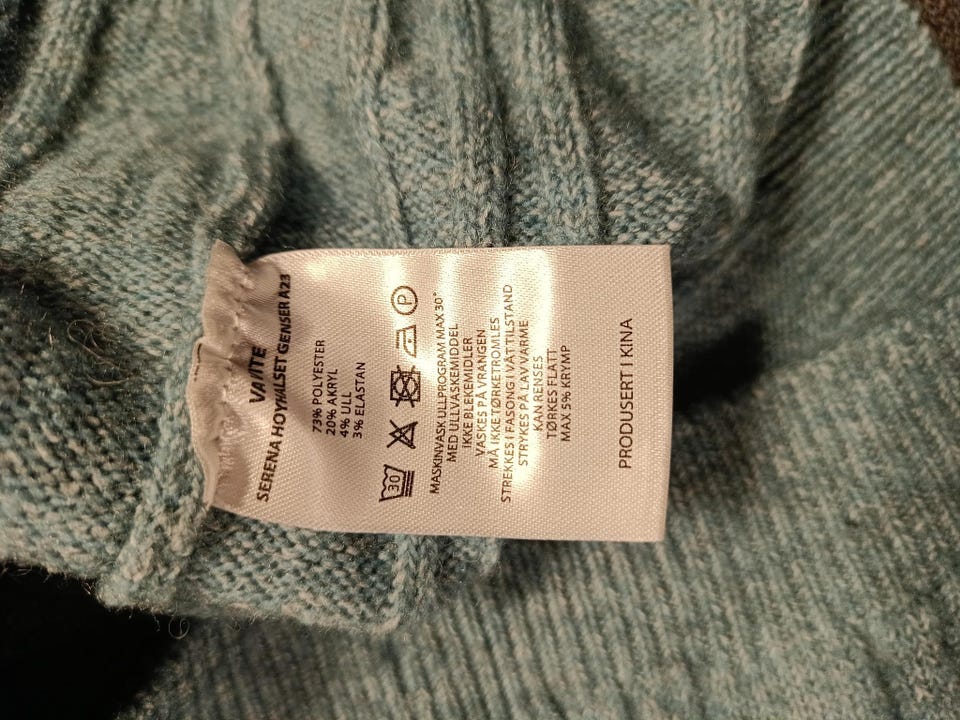 SERENA HOYHALSET GENSER A23
73% POLYESTER
20% AKRYL
4% ULL
3% ELASTAN
30 P
MASKINVASK ULLPROGRAM MAX 30°
MED ULLVASKEMIDDEL
IKKE BLEKEMIDLER
VASKES PÅ VRANGEN
MÅ IKKE TØRKETROMLES
STREKKES I FASONG I VÅT TILSTAND
STRYKES PÅ LAV VARME
KAN RENSES
TØRKES FLATT
MAX 5% KRYMP
PRODUSERT I KINA